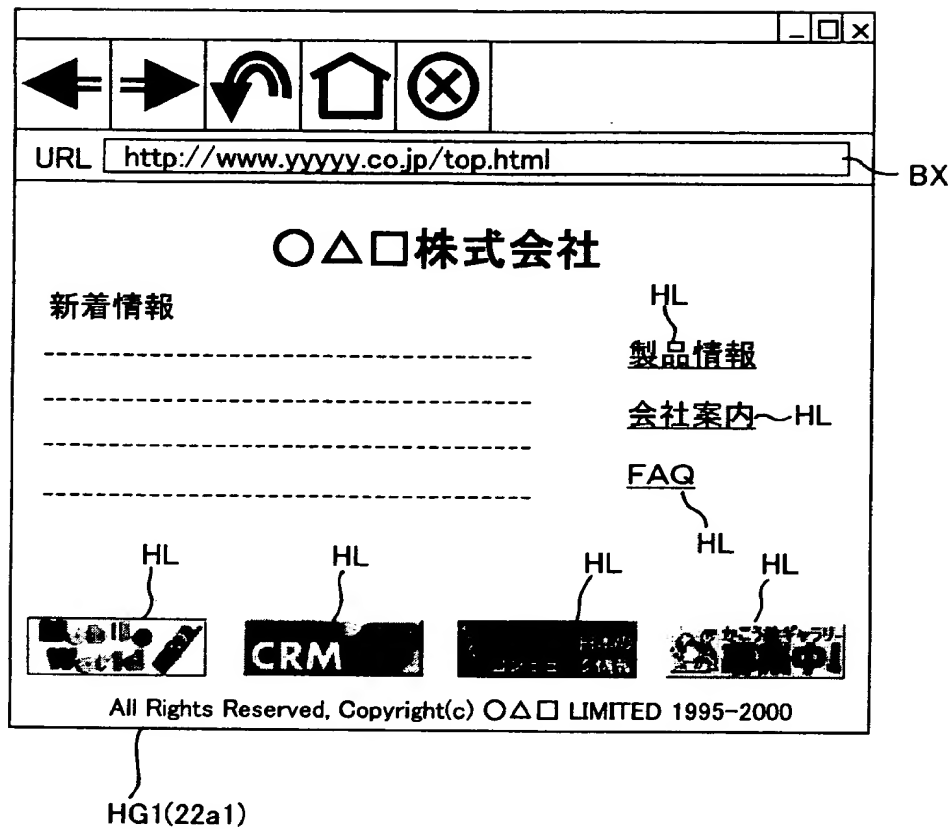 URL http://www.yyyyy.co.jp/top.html
BX
○△□株式会社
新着情報
HL
製品情報
会社案内 HL
FAQ
HL
HL
HL
HL
HL
CRM
All Rights Reserved, Copyright(c) ○△□ LIMITED 1995-2000
HG1(22a1)